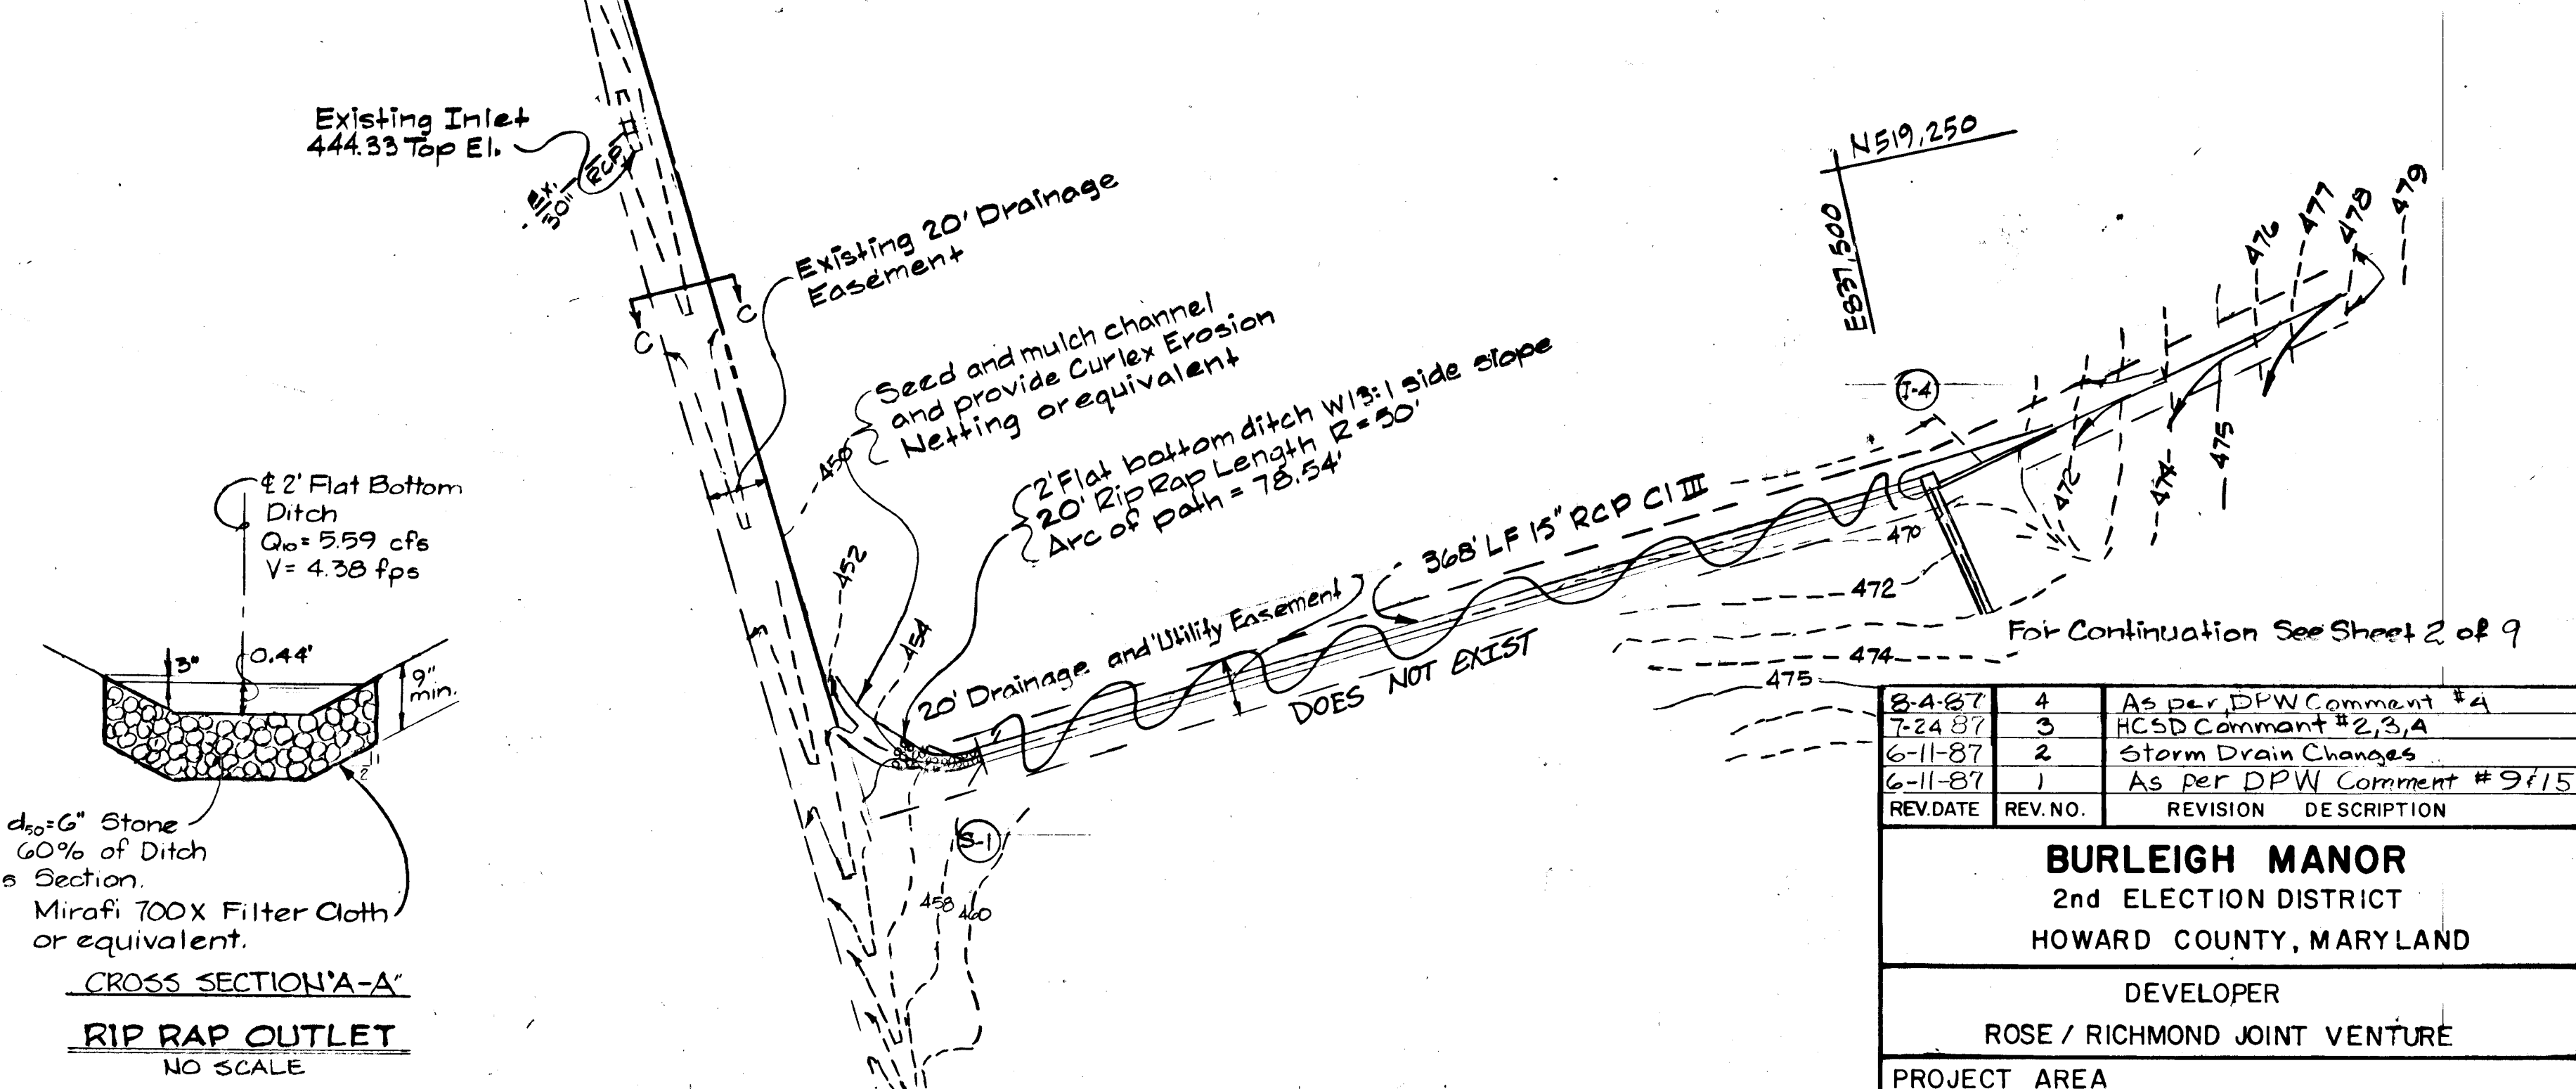 Existing Inlet
444.33 Top El.
Ex.
30"
RCP
C
C
Existing 20' Drainage
Easement
Seed and mulch channel
and provide Curlex Erosion
Netting or equivalent
2' Flat bottom ditch W/3:1 side slope
20' Rip Rap Length R=50'
Arc of path = 78.54'
N519,250
E837,500
476
477
478
479
I-4
450
452
454
472
474
475
368' LF 15" RCP Cl III
20' Drainage and Utility Easement
DOES NOT EXIST
470
472
474
475
For Continuation See Sheet 2 of 9
S-1
458
460
₵ 2' Flat Bottom
Ditch
Q10= 5.59 cfs
V= 4.38 fps
3"
0.44'
9"
min.
1
2
d50=6" Stone
60% of Ditch
s Section.
Mirafi 700X Filter Cloth
or equivalent.
CROSS SECTION "A-A"
RIP RAP OUTLET
NO SCALE
8-4-87 4 As per DPW Comment #4
7-24 87 3 HCSD Comment #2,3,4
6-11-87 2 Storm Drain Changes
6-11-87 1 As per DPW Comment #9&15
REV.DATE REV. NO. REVISION DESCRIPTION
BURLEIGH MANOR
2nd ELECTION DISTRICT
HOWARD COUNTY, MARYLAND
DEVELOPER
ROSE / RICHMOND JOINT VENTURE
PROJECT AREA